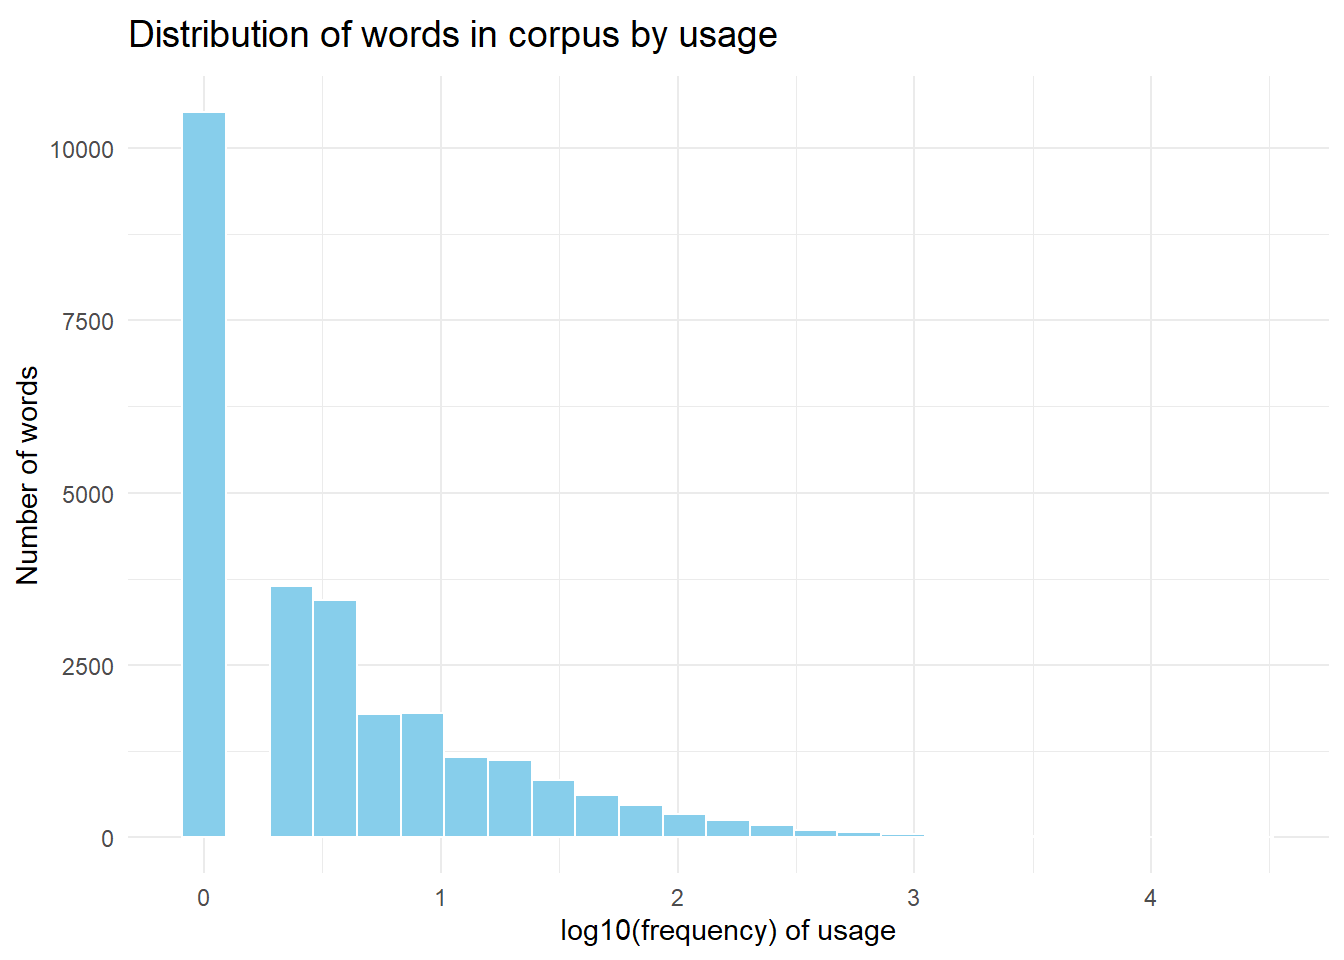 Distribution of words in corpus by usage
Number of words
10000
7500
5000
2500
0
0 1 2 3 4
log10(frequency) of usage